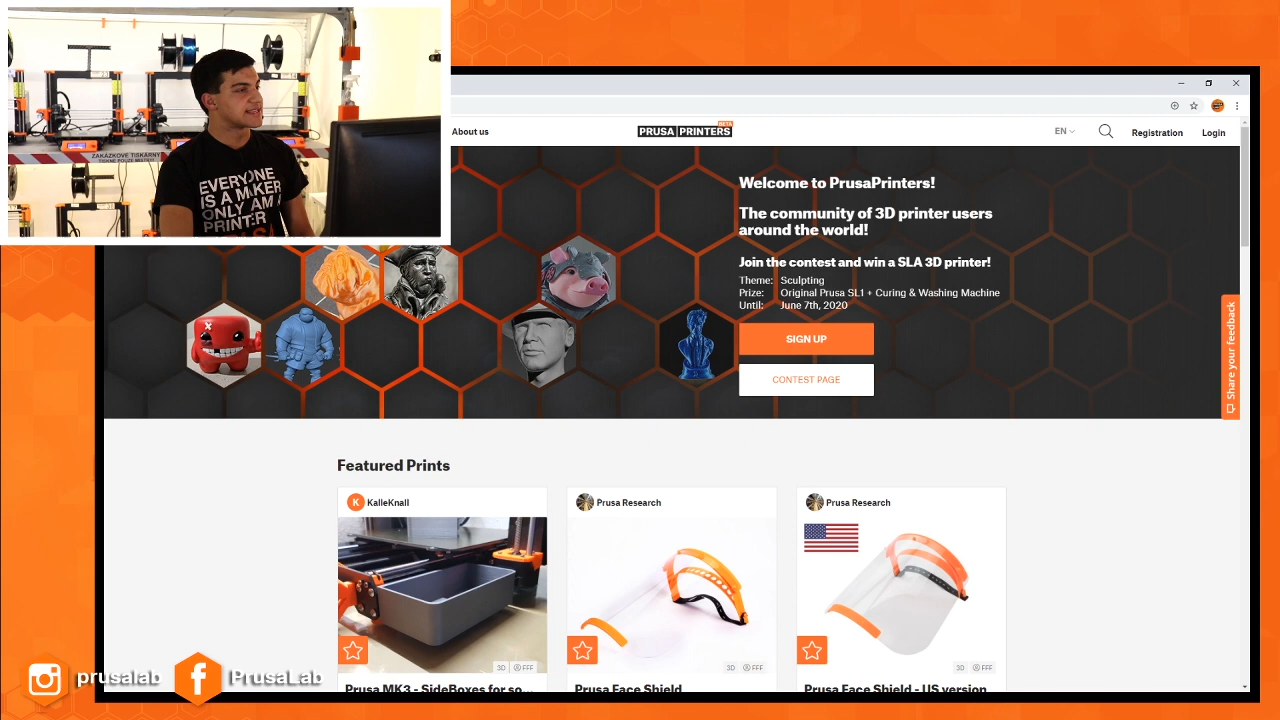 ZAKÁZKOVÉ TISKÁRNY
TISKNE POUZE MISTR
EVERYONE
IS A MAKER
ONLY AM A
PRINTER
About us
PRUSA PRINTERS
BETA
EN
Registration
Login
Welcome to PrusaPrinters!
The community of 3D printer users
around the world!
Join the contest and win a SLA 3D printer!
Theme: Sculpting
Prize: Original Prusa SL1 + Curing & Washing Machine
Until: June 7th, 2020
SIGN UP
CONTEST PAGE
Share your feedback
Featured Prints
K KalleKnall
3D FFF
Prusa MK3 - SideBoxes for so...
Prusa Research
3D FFF
Prusa Face Shield
Prusa Research
3D FFF
Prusa Face Shield - US version
prusalab
PrusaLab